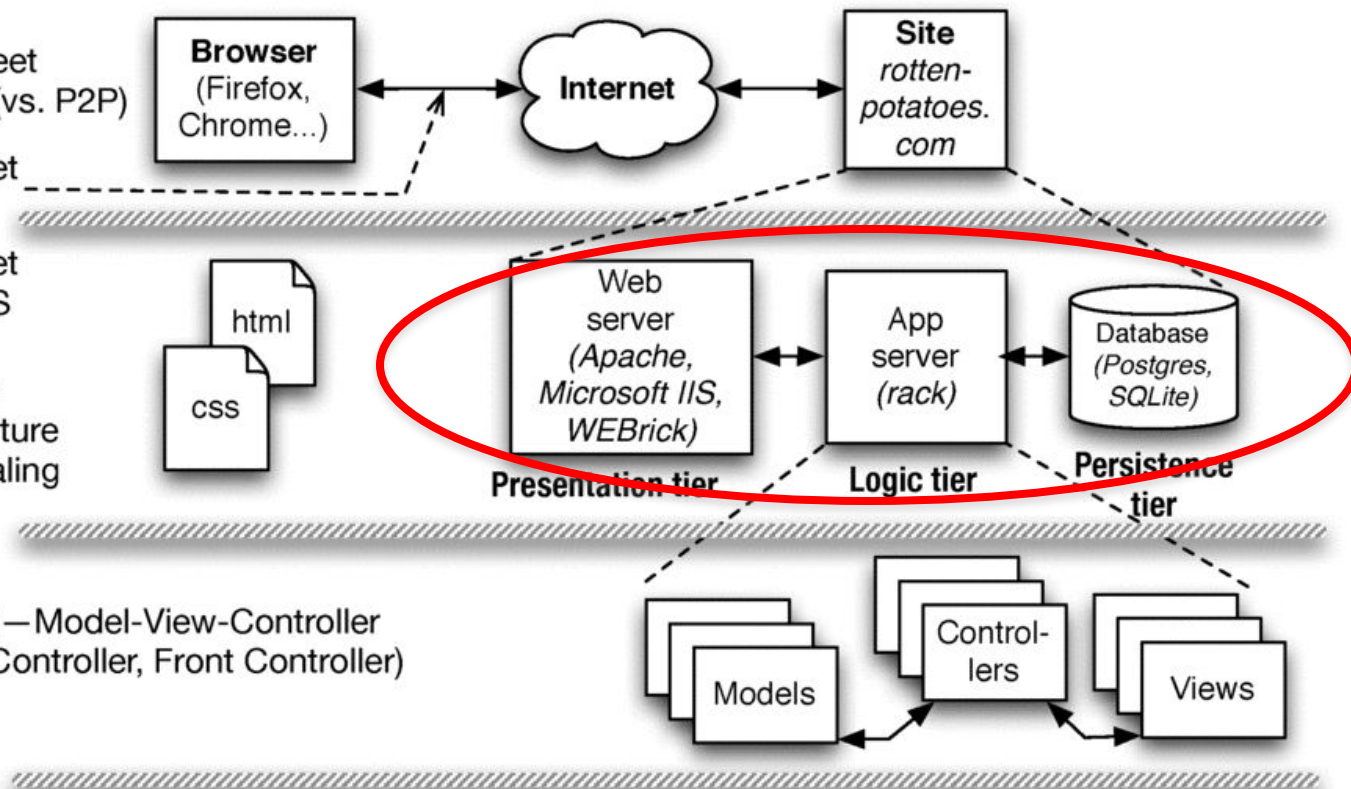 eet
(vs. P2P)
et
Browser
(Firefox,
Chrome...)
Internet
Site
rotten-
potatoes.
com
et
S
ture
aling
html
css
Web
server
(Apache,
Microsoft IIS,
WEBrick)
Presentation tier
App
server
(rack)
Logic tier
Database
(Postgres,
SQLite)
Persistence
tier
—Model-View-Controller
Controller, Front Controller)
Models
Control-
lers
Views